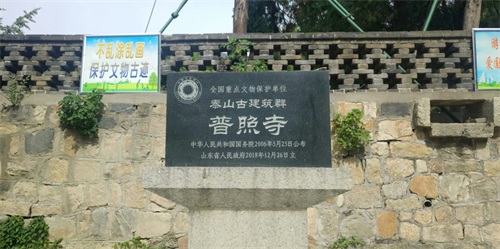 不乱涂乱画
保护文物古迹
全国重点文物保护单位
泰山古建筑群
普照寺
中华人民共和国国务院2006年5月25日公布
山东省人民政府2018年12月26日立